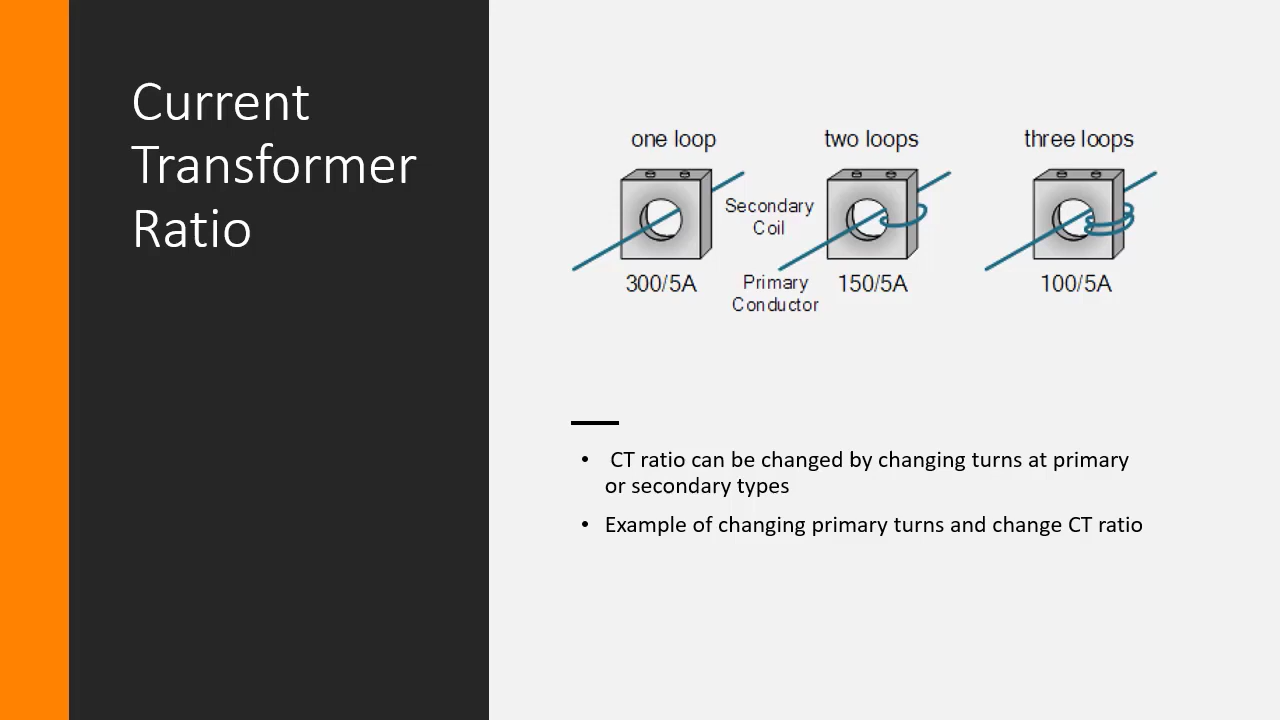 Current
Transformer
Ratio
one loop
two loops
three loops
Secondary
Coil
300/5A
Primary
Conductor
150/5A
100/5A
• CT ratio can be changed by changing turns at primary
or secondary types
• Example of changing primary turns and change CT ratio